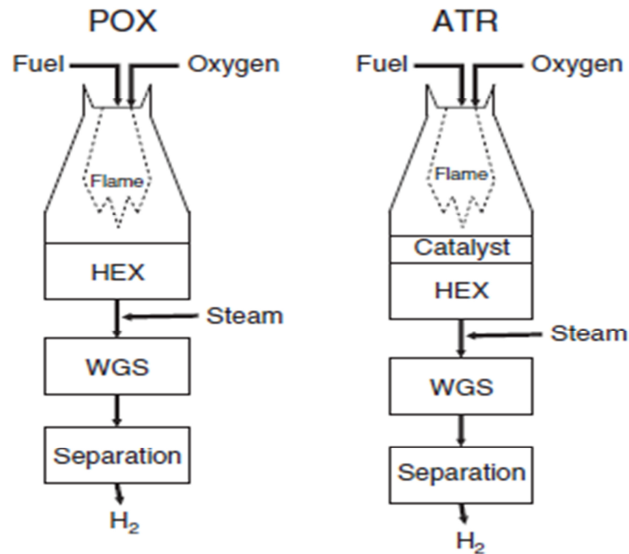 POX
Fuel
Oxygen
Flame
HEX
Steam
WGS
Separation
H₂
ATR
Fuel
Oxygen
Flame
Catalyst
HEX
Steam
WGS
Separation
H₂